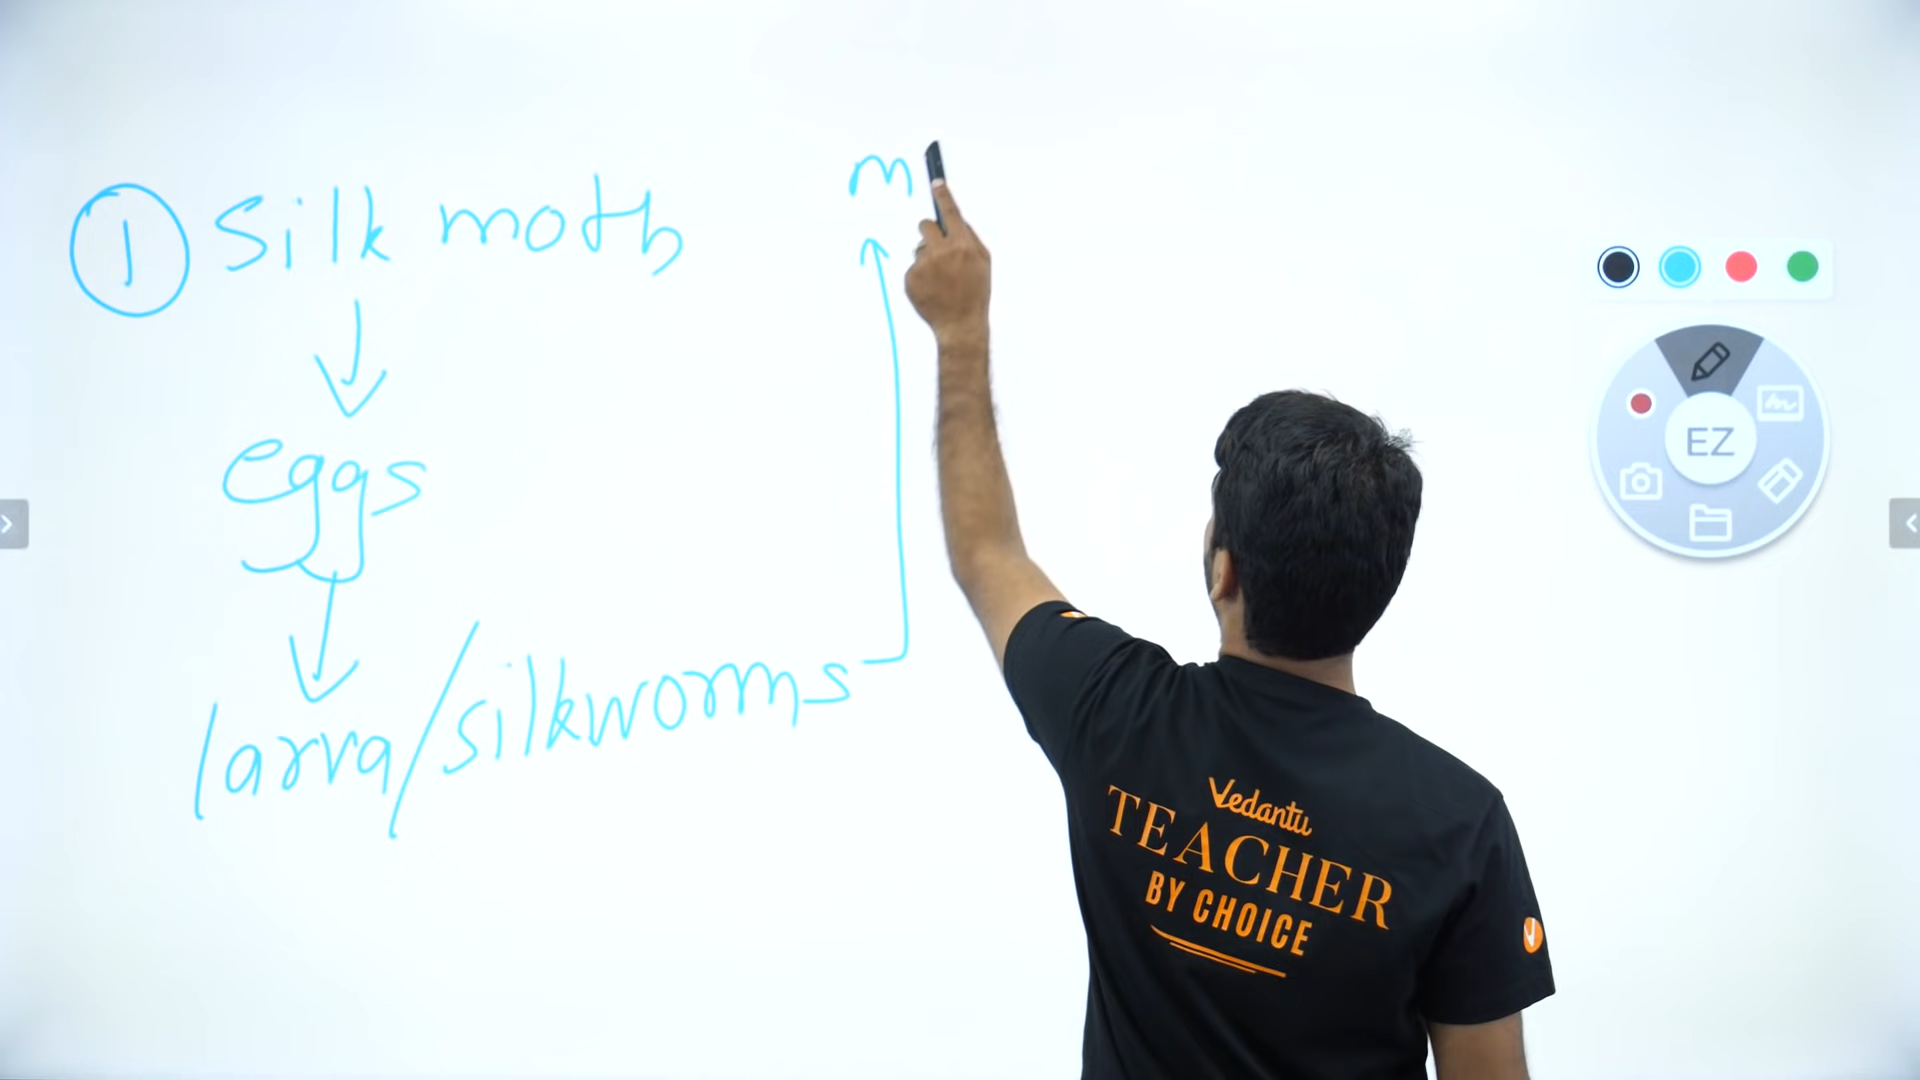 1 Silk moth
eggs
larva/silkworms
m
EZ
Vedantu
TEACHER
BY CHOICE